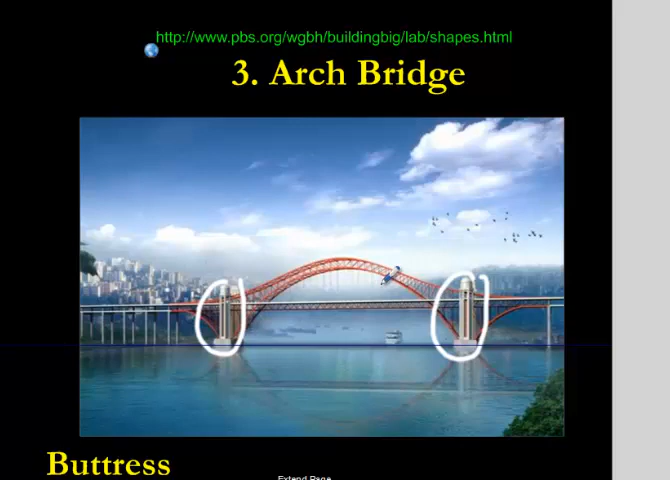 http://www.pbs.org/wgbh/buildingbig/lab/shapes.html
3. Arch Bridge
Buttress
Extend Page